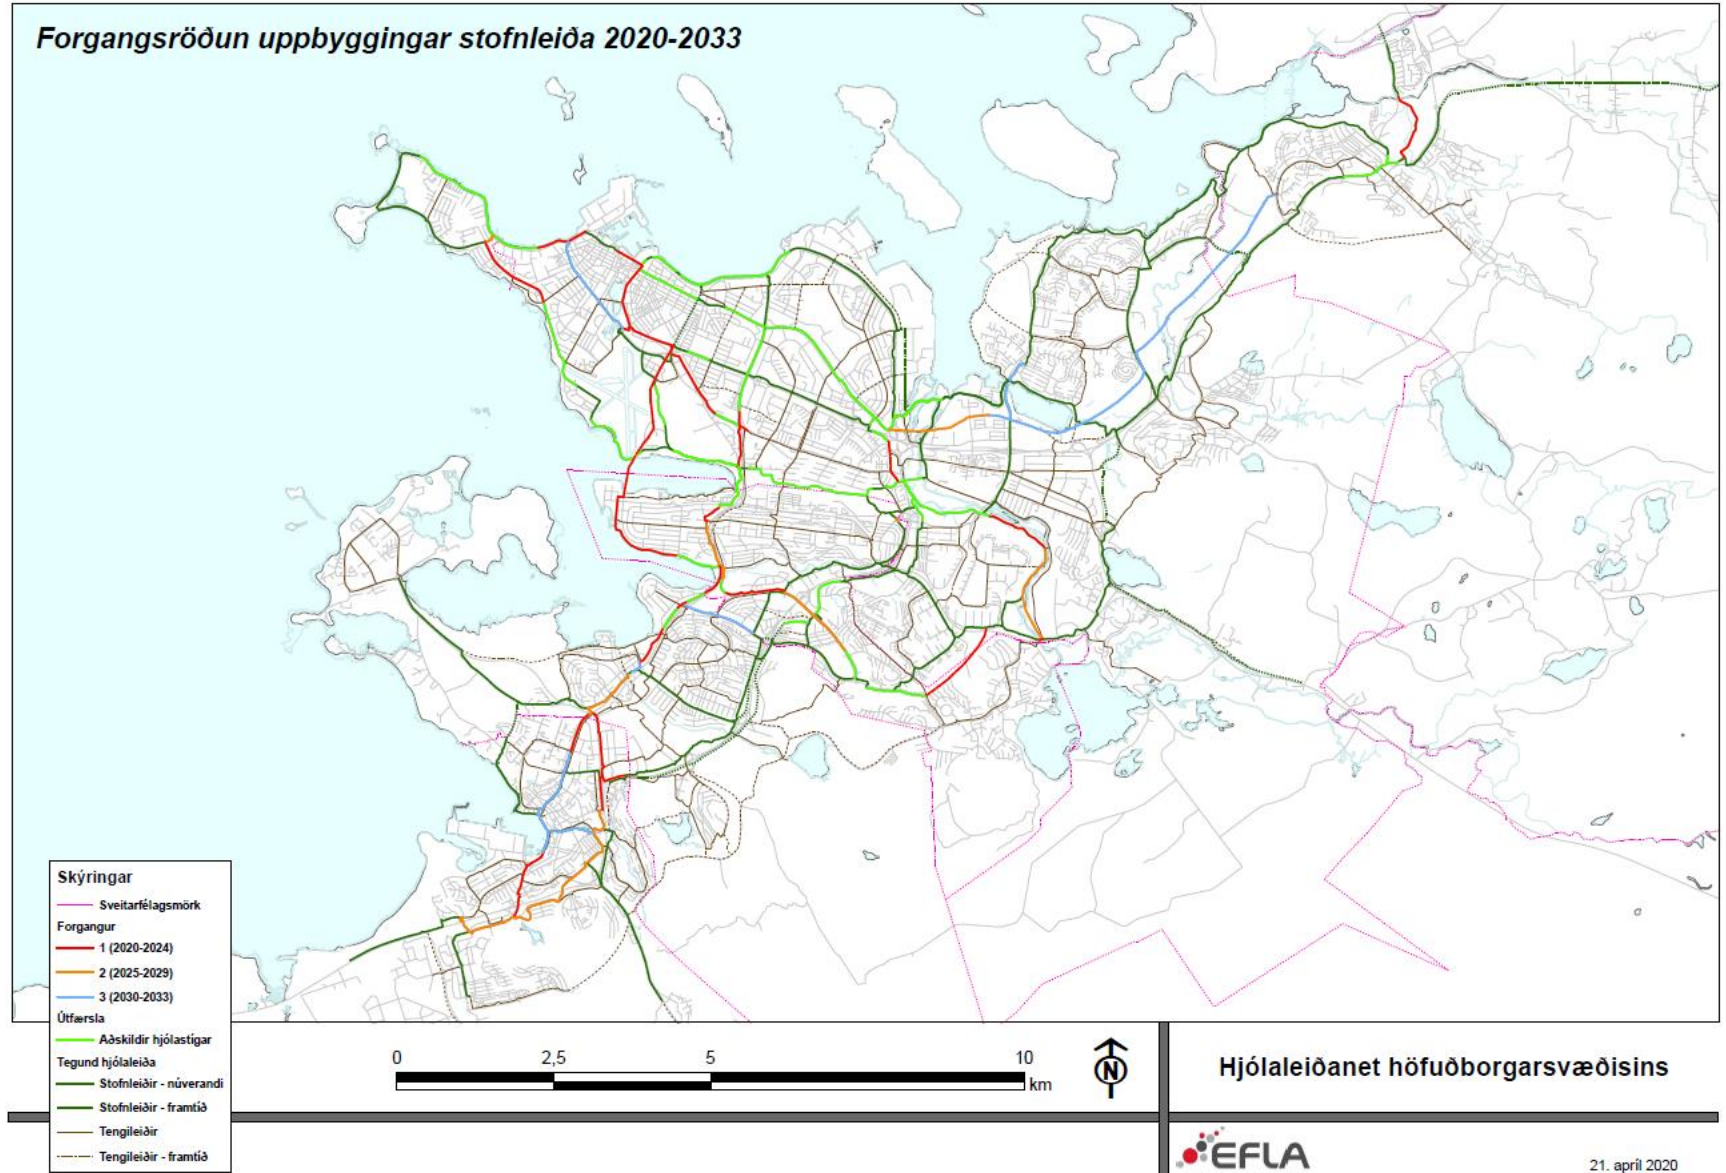 Forgangsröðun uppbyggingar stofnleiða 2020-2033
Skýringar
Sveitarfélagsmörk
Forgangur
1 (2020-2024)
2 (2025-2029)
3 (2030-2033)
Útfærsla
Aðskildir hjólastígar
Tegund hjólaleiða
Stofnleiðir - núverandi
Stofnleiðir - framtíð
Tengileiðir
Tengileiðir - framtíð
0 2,5 5 10
km
N
Hjólaleiðanet höfuðborgarsvæðisins
EFLA
21. apríl 2020